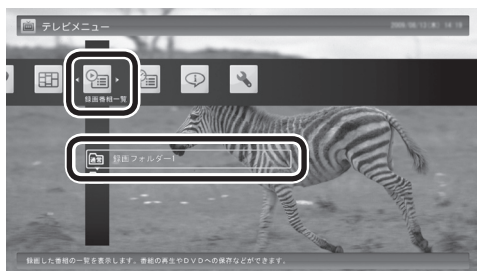 テレビメニュー
録画番組一覧
録画フォルダー1
録画した番組の一覧を表示します。番組の再生やDVDへの保存などができます。